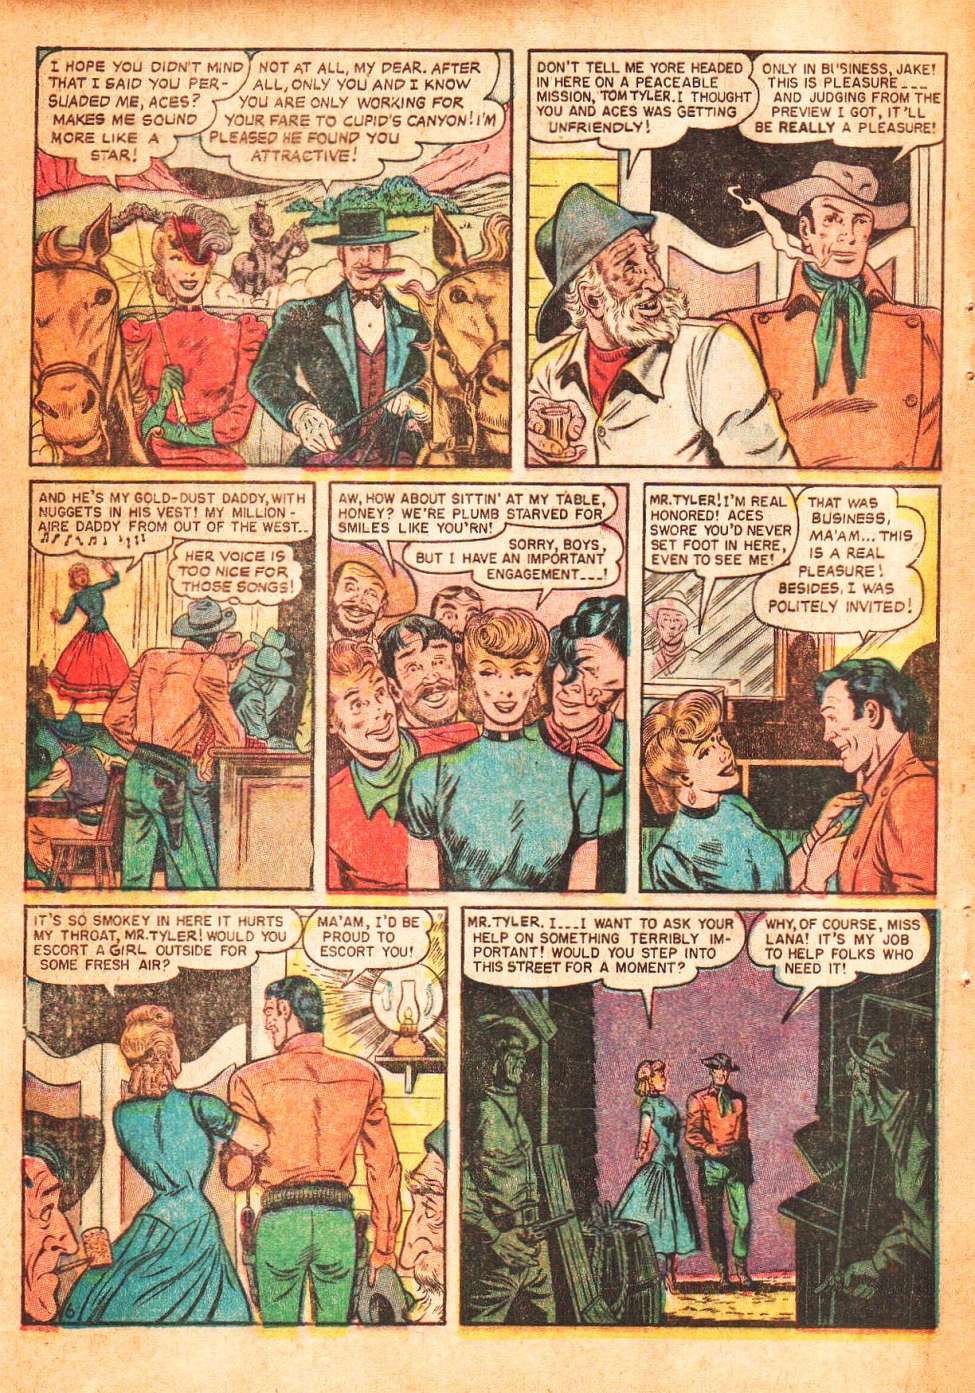 I HOPE YOU DIDN'T MIND
THAT I SAID YOU PER-
SUADED ME, ACES?
MAKES ME SOUND
MORE LIKE A
STAR!
NOT AT ALL, MY DEAR. AFTER
ALL, ONLY YOU AND I KNOW
YOU ARE ONLY WORKING FOR
YOUR FARE TO CUPID'S CANYON! I'M
PLEASED HE FOUND YOU
ATTRACTIVE!
DON'T TELL ME YORE HEADED
IN HERE ON A PEACEABLE
MISSION, TOM TYLER. I THOUGHT
YOU AND ACES WAS GETTING
UNFRIENDLY!
ONLY IN BUSINESS, JAKE!
THIS IS PLEASURE ---
AND JUDGING FROM THE
PREVIEW I GOT, IT'LL
BE REALLY A PLEASURE!
AND HE'S MY GOLD-DUST DADDY, WITH
NUGGETS IN HIS VEST! MY MILLION-
AIRE DADDY FROM OUT OF THE WEST..
HER VOICE IS
TOO NICE FOR
THOSE SONGS!
AW, HOW ABOUT SITTIN' AT MY TABLE,
HONEY? WE'RE PLUMB STARVED FOR
SMILES LIKE YOU'RN!
SORRY, BOYS,
BUT I HAVE AN IMPORTANT
ENGAGEMENT---!
MR. TYLER! I'M REAL
HONORED! ACES
SWORE YOU'D NEVER
SET FOOT IN HERE,
EVEN TO SEE ME!
THAT WAS
BUSINESS,
MA'AM... THIS
IS A REAL
PLEASURE!
BESIDES, I WAS
POLITELY INVITED!
IT'S SO SMOKEY IN HERE IT HURTS
MY THROAT, MR. TYLER! WOULD YOU
ESCORT A GIRL OUTSIDE FOR
SOME FRESH AIR?
MA'AM, I'D BE
PROUD TO
ESCORT YOU!
6
MR. TYLER. I---I WANT TO ASK YOUR
HELP ON SOMETHING TERRIBLY IM-
PORTANT! WOULD YOU STEP INTO
THIS STREET FOR A MOMENT?
WHY, OF COURSE, MISS
LANA! IT'S MY JOB
TO HELP FOLKS WHO
NEED IT!